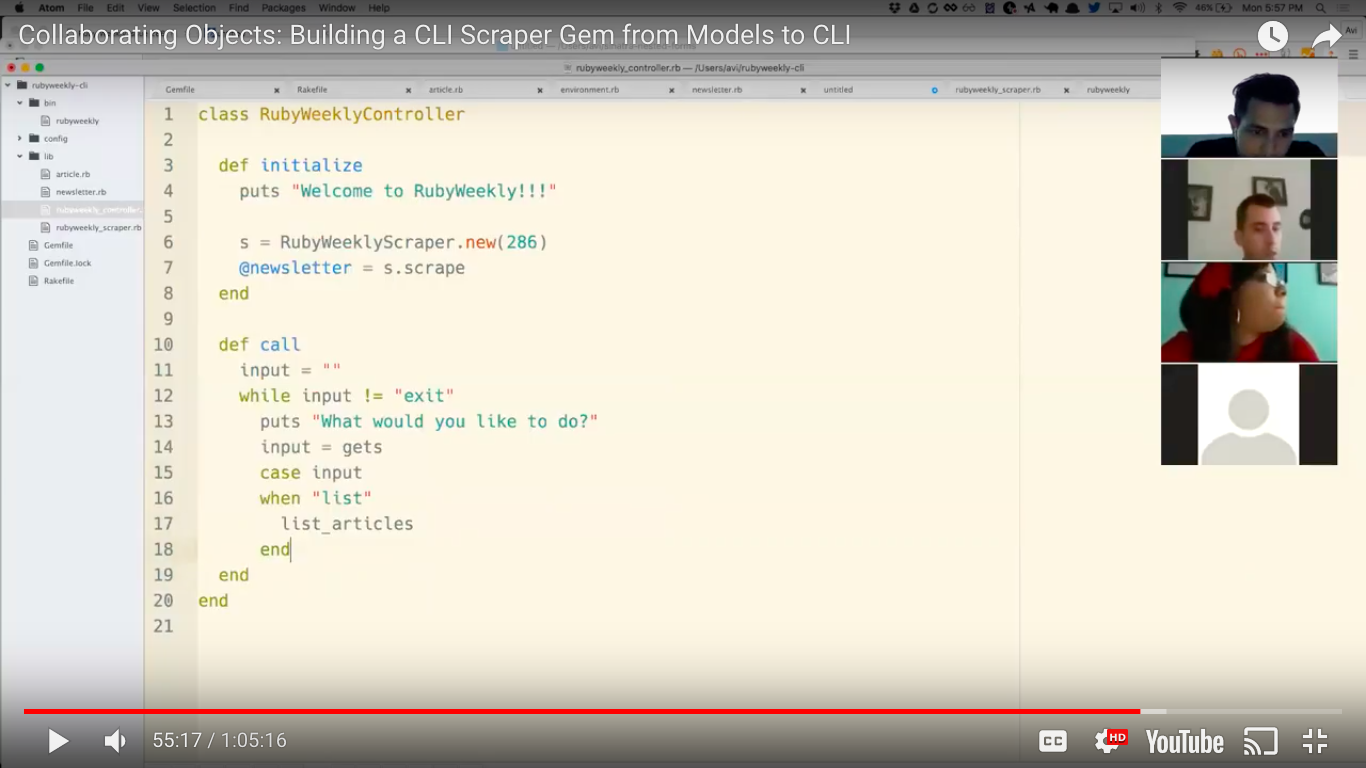 Atom File Edit View Selection Find Packages Window Help 46% Mon 5:57 PM
Collaborating Objects: Building a CLI Scraper Gem from Models to CLI
Avi
rubyweekly_controller.rb — /Users/avi/rubyweekly-cli
Gemfile Rakefile article.rb environment.rb newsletter.rb untitled rubyweekly_scraper.rb rubyweekly
rubyweekly-cli
bin
rubyweekly
config
lib
article.rb
newsletter.rb
rubyweekly_controller.
rubyweekly_scraper.rb
Gemfile
Gemfile.lock
Rakefile
1 class RubyWeeklyController
2
3 def initialize
4 puts "Welcome to RubyWeekly!!!"
5
6 s = RubyWeeklyScraper.new(286)
7 @newsletter = s.scrape
8 end
9
10 def call
11 input = ""
12 while input != "exit"
13 puts "What would you like to do?"
14 input = gets
15 case input
16 when "list"
17 list_articles
18 end
19 end
20 end
21
55:17 / 1:05:16 CC HD YouTube